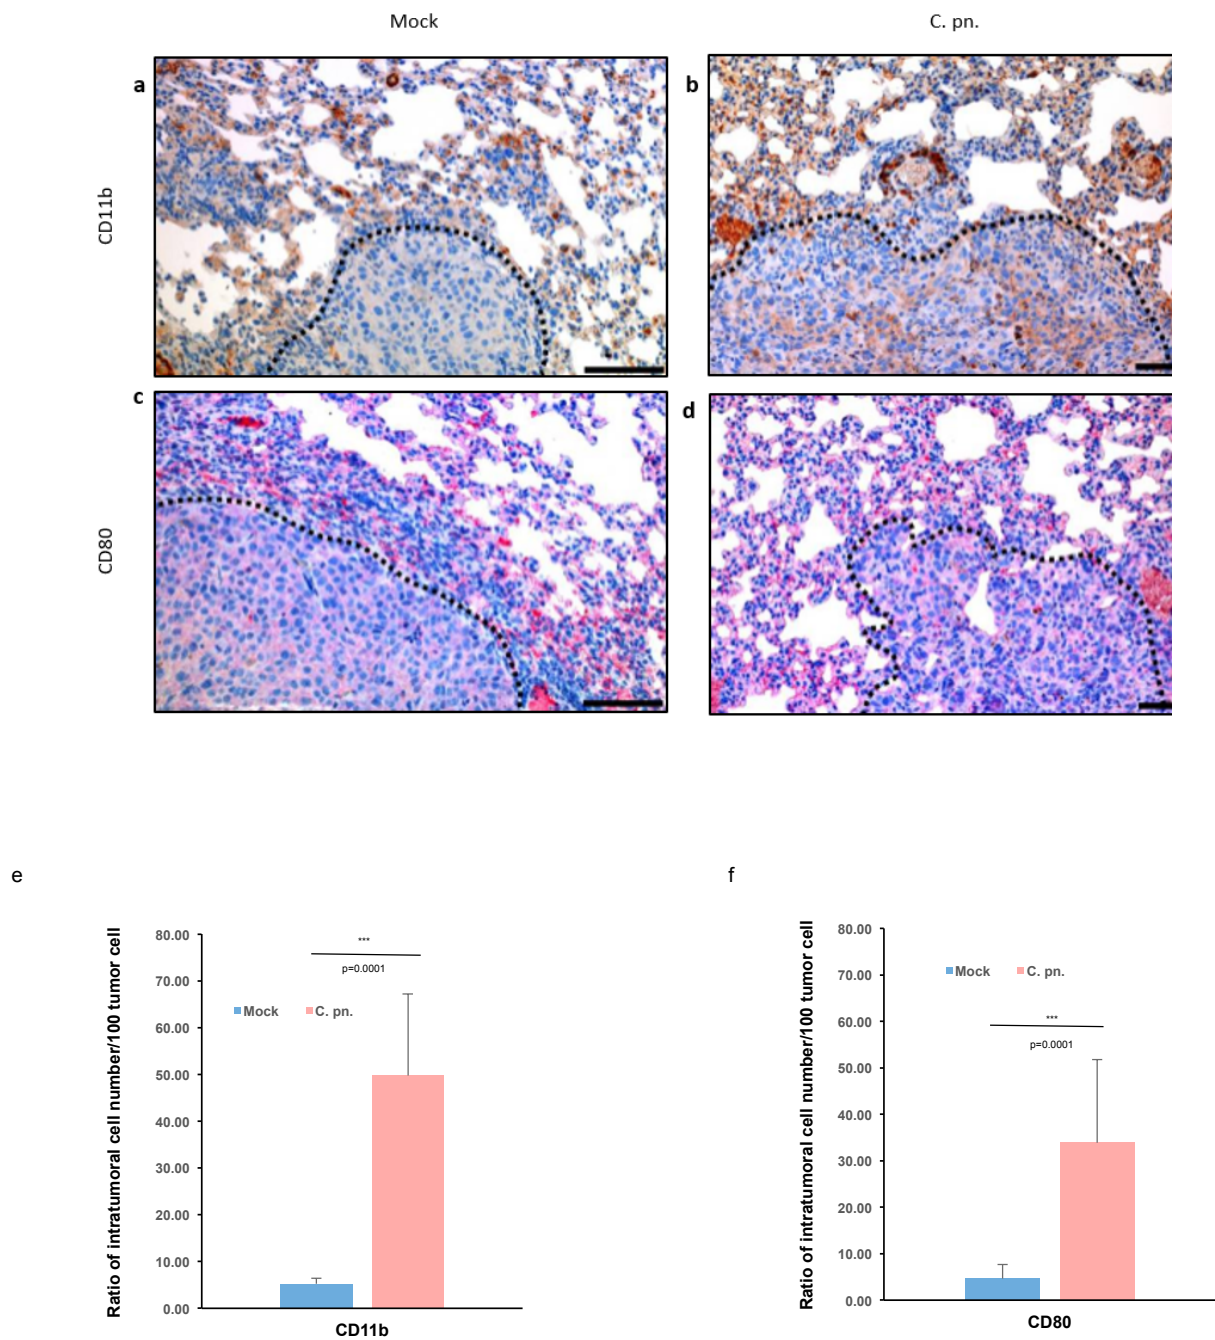 Mock
C. pn.
a
b
CD11b
c
d
CD80
e
f
Ratio of intratumoral cell number/100 tumor cell
80.00
70.00
60.00
50.00
40.00
30.00
20.00
10.00
0.00
***
p=0.0001
Mock
C. pn.
CD11b
Ratio of intratumoral cell number/100 tumor cell
80.00
70.00
60.00
50.00
40.00
30.00
20.00
10.00
0.00
Mock
C. pn.
***
p=0.0001
CD80